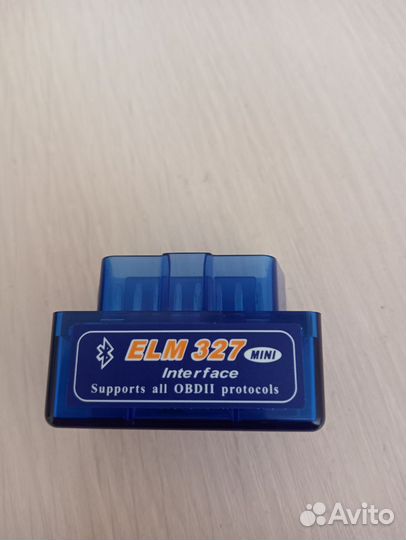 ELM 327 MINI
Interface
Supports all OBDII protocols
Avito